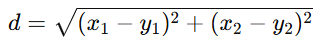 d = √((x₁ − y₁)² + (x₂ − y₂)²)